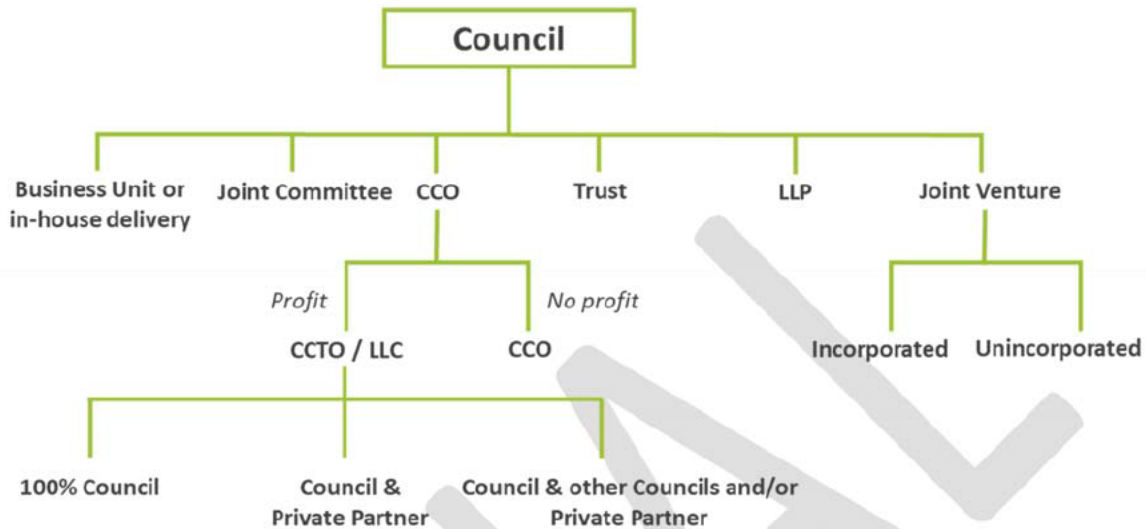 Council
Business Unit or
in-house delivery
Joint Committee
CCO
Trust
LLP
Joint Venture
Profit
No profit
CCTO / LLC
CCO
Incorporated
Unincorporated
100% Council
Council &
Private Partner
Council & other Councils and/or
Private Partner